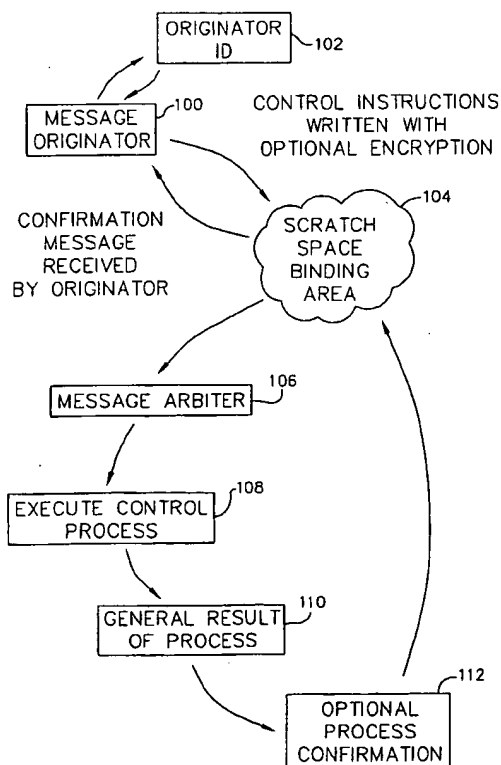 ORIGINATOR
ID
102
100
MESSAGE
ORIGINATOR
CONTROL INSTRUCTIONS
WRITTEN WITH
OPTIONAL ENCRYPTION
104
SCRATCH
SPACE
BINDING
AREA
CONFIRMATION
MESSAGE
RECEIVED
BY ORIGINATOR
106
MESSAGE ARBITER
108
EXECUTE CONTROL
PROCESS
110
GENERAL RESULT
OF PROCESS
112
OPTIONAL
PROCESS
CONFIRMATION